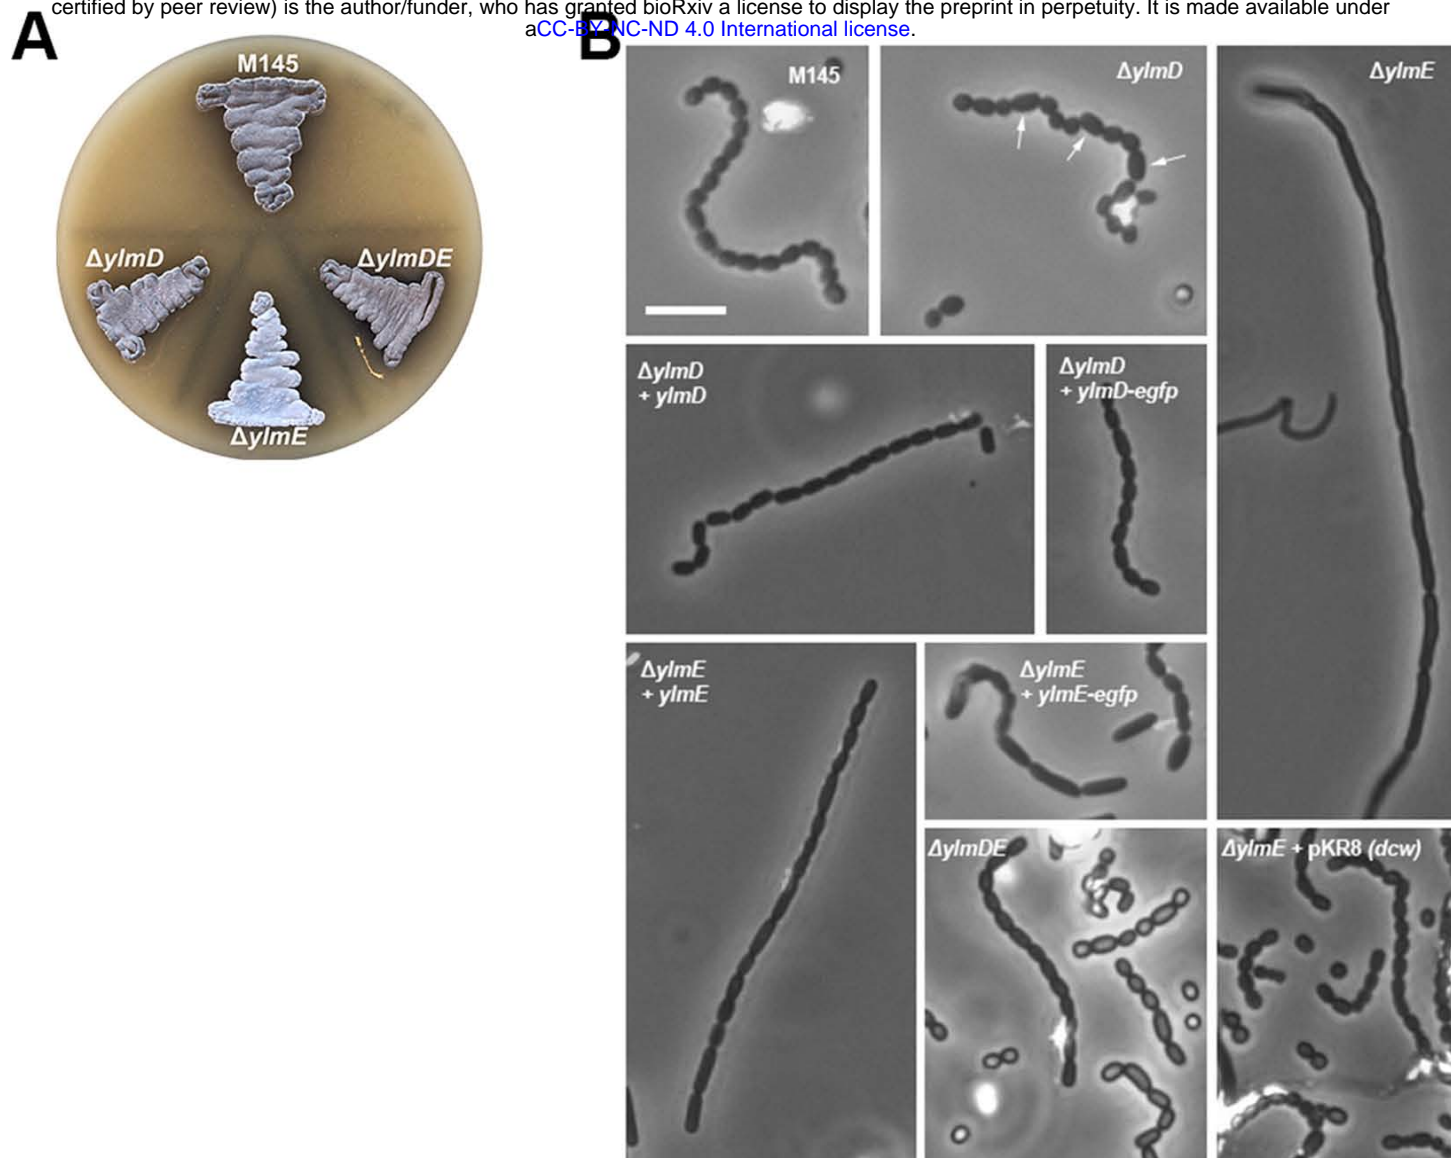 certified by peer review) is the author/funder, who has granted bioRxiv a license to display the preprint in perpetuity. It is made available under
aCC-BY-NC-ND 4.0 International license.
A
B
M145
ΔylmD
ΔylmDE
ΔylmE
M145
ΔylmD
ΔylmE
ΔylmD
+ ylmD
ΔylmD
+ ylmD-egfp
ΔylmE
+ ylmE
ΔylmE
+ ylmE-egfp
ΔylmDE
ΔylmE + pKR8 (dcw)